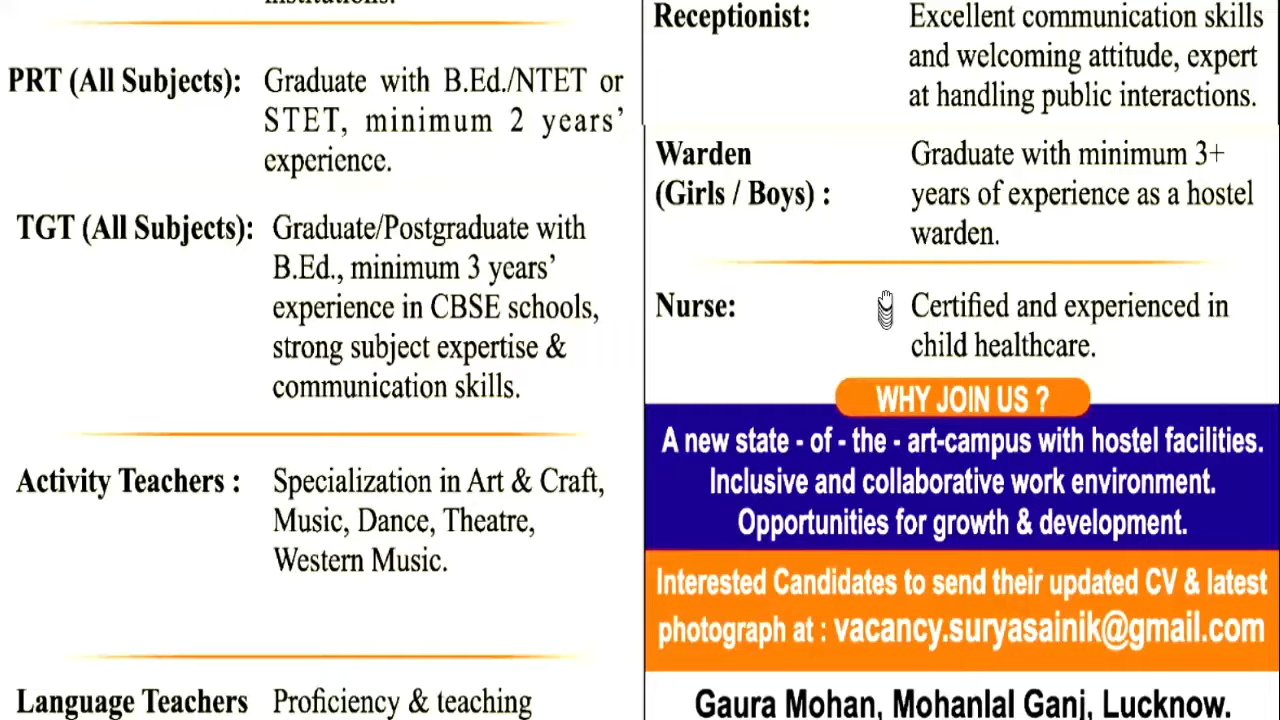 institutions.
PRT (All Subjects): Graduate with B.Ed./NTET or
STET, minimum 2 years'
experience.
TGT (All Subjects): Graduate/Postgraduate with
B.Ed., minimum 3 years'
experience in CBSE schools,
strong subject expertise &
communication skills.
Activity Teachers : Specialization in Art & Craft,
Music, Dance, Theatre,
Western Music.
Language Teachers Proficiency & teaching
Receptionist: Excellent communication skills
and welcoming attitude, expert
at handling public interactions.
Warden Graduate with minimum 3+
(Girls / Boys) : years of experience as a hostel
warden.
Nurse: Certified and experienced in
child healthcare.
WHY JOIN US ?
A new state - of - the - art-campus with hostel facilities.
Inclusive and collaborative work environment.
Opportunities for growth & development.
Interested Candidates to send their updated CV & latest
photograph at : vacancy.suryasainik@gmail.com
Gaura Mohan, Mohanlal Ganj, Lucknow.